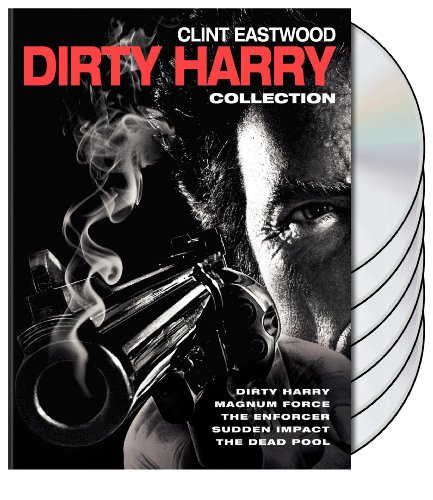 CLINT EASTWOOD
DIRTY HARRY
COLLECTION
DIRTY HARRY
MAGNUM FORCE
THE ENFORCER
SUDDEN IMPACT
THE DEAD POOL